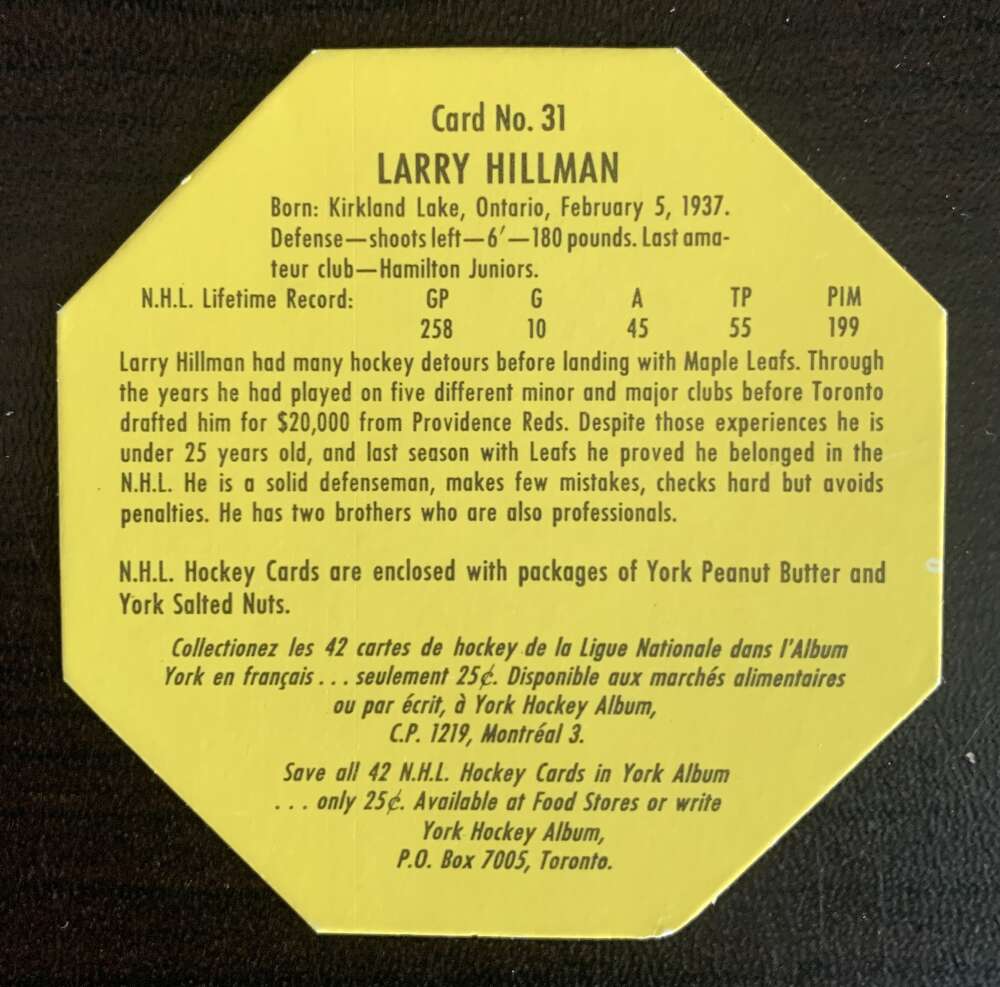 Card No. 31
LARRY HILLMAN
Born: Kirkland Lake, Ontario, February 5, 1937.
Defense—shoots left—6′—180 pounds. Last ama-
teur club—Hamilton Juniors.
N.H.L. Lifetime Record: GP G A TP PIM
258 10 45 55 199
Larry Hillman had many hockey detours before landing with Maple Leafs. Through
the years he had played on five different minor and major clubs before Toronto
drafted him for $20,000 from Providence Reds. Despite those experiences he is
under 25 years old, and last season with Leafs he proved he belonged in the
N.H.L. He is a solid defenseman, makes few mistakes, checks hard but avoids
penalties. He has two brothers who are also professionals.
N.H.L. Hockey Cards are enclosed with packages of York Peanut Butter and
York Salted Nuts.
Collectionez les 42 cartes de hockey de la Ligue Nationale dans l'Album
York en français . . . seulement 25¢. Disponible aux marchés alimentaires
ou par écrit, à York Hockey Album,
C.P. 1219, Montréal 3.
Save all 42 N.H.L. Hockey Cards in York Album
. . . only 25¢. Available at Food Stores or write
York Hockey Album,
P.O. Box 7005, Toronto.